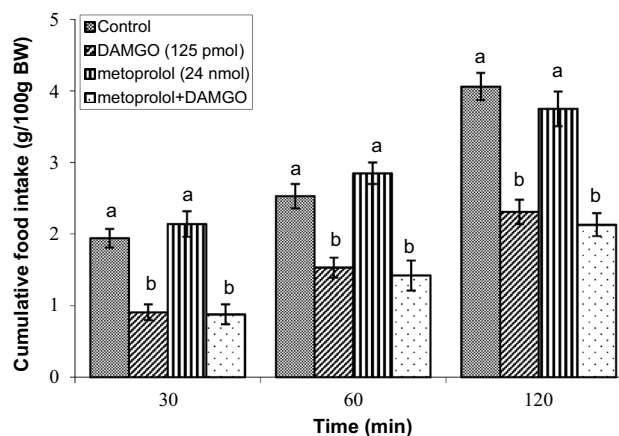 Cumulative food intake (g/100g BW)
5
4
3
2
1
0
Control
DAMGO (125 pmol)
metoprolol (24 nmol)
metoprolol+DAMGO
a
b
a
b
a
b
a
b
a
b
a
b
30
60
120
Time (min)